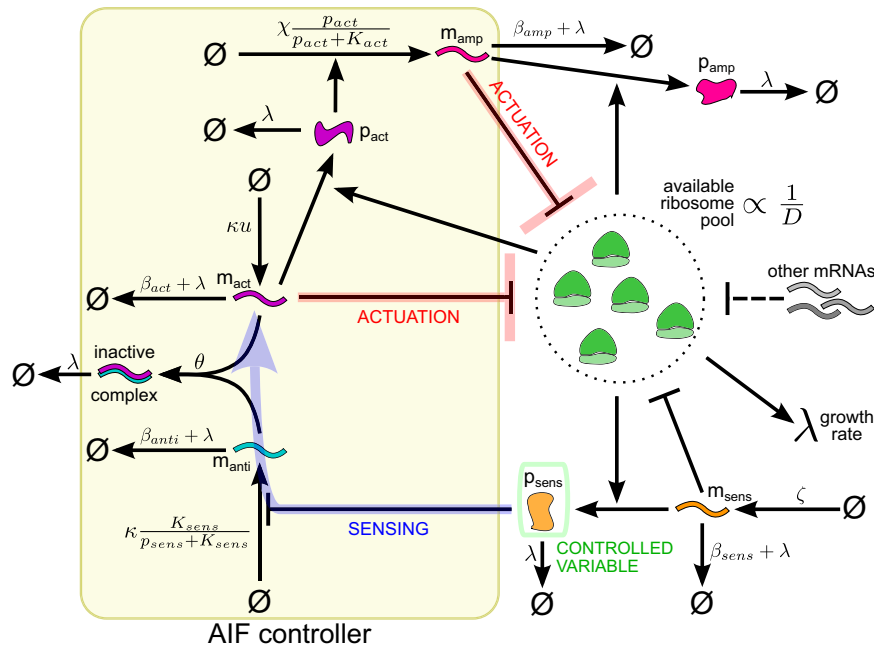 χ p_act / (p_act + K_act)
m_amp
β_amp + λ
Ø
Ø
p_amp
λ
Ø
ACTUATION
Ø
λ
p_act
Ø
available
ribosome
pool
∝ 1/D
κu
m_act
β_act + λ
Ø
ACTUATION
other mRNAs
inactive
complex
λ
Ø
θ
λ growth
rate
β_anti + λ
Ø
m_anti
p_sens
m_sens
ζ
Ø
κ K_sens / (p_sens + K_sens)
SENSING
CONTROLLED
VARIABLE
λ
β_sens + λ
Ø
Ø
Ø
AIF controller